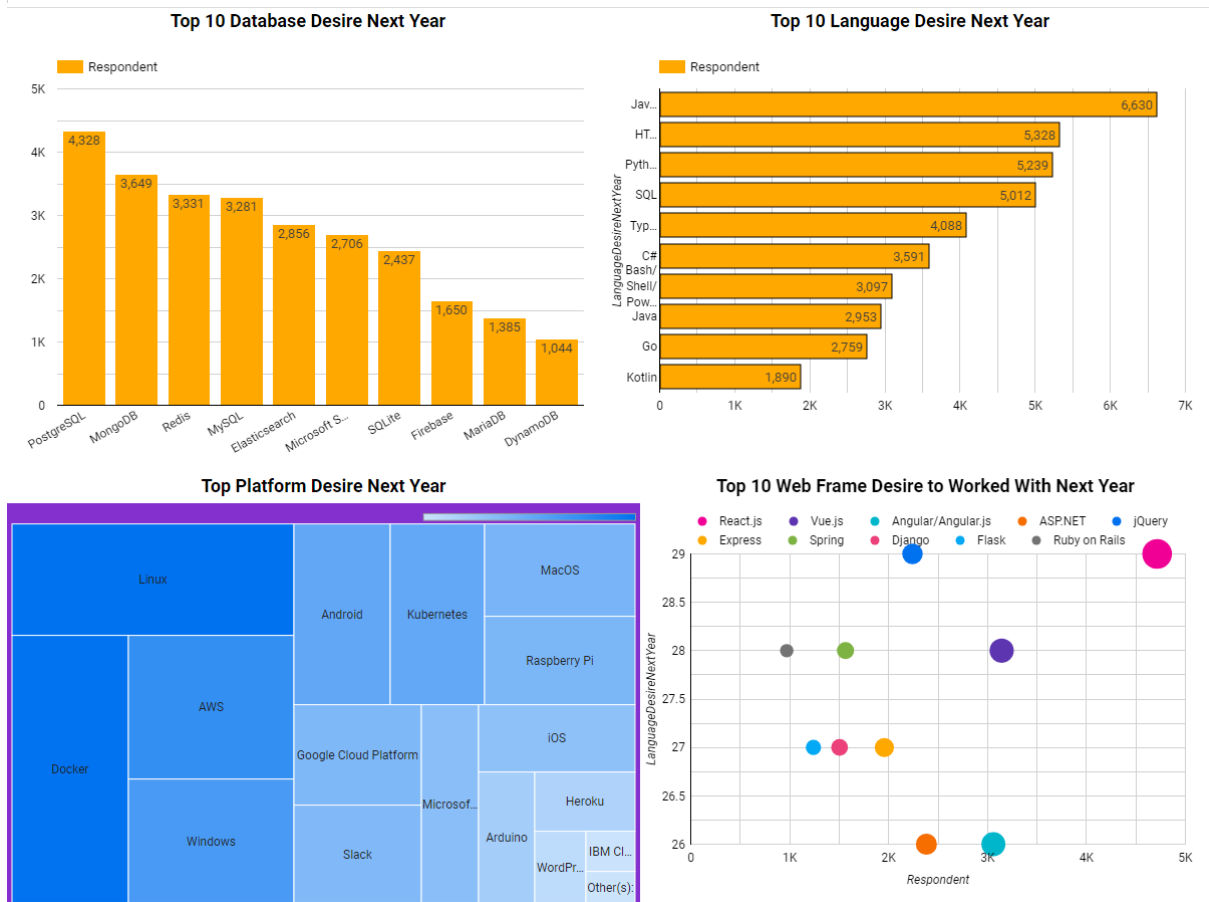 Top 10 Database Desire Next Year
Respondent
5K
4K
3K
2K
1K
0
4,328
3,649
3,331
3,281
2,856
2,706
2,437
1,650
1,385
1,044
PostgreSQL
MongoDB
Redis
MySQL
Elasticsearch
Microsoft S...
SQLite
Firebase
MariaDB
DynamoDB
Top 10 Language Desire Next Year
Respondent
LanguageDesireNextYear
Jav... 6,630
HT... 5,328
Pyth... 5,239
SQL 5,012
Typ... 4,088
C# 3,591
Bash/
Shell/ 3,097
Pow...
Java 2,953
Go 2,759
Kotlin 1,890
0 1K 2K 3K 4K 5K 6K 7K
Top Platform Desire Next Year
Linux
Docker
AWS
Windows
Android
Kubernetes
MacOS
Raspberry Pi
Google Cloud Platform
Slack
Microsof...
iOS
Arduino
Heroku
WordPr...
IBM Cl...
Other(s):
Top 10 Web Frame Desire to Worked With Next Year
React.js Vue.js Angular/Angular.js ASP.NET jQuery
Express Spring Django Flask Ruby on Rails
LanguageDesireNextYear
29
28.5
28
27.5
27
26.5
26
0 1K 2K 3K 4K 5K
Respondent